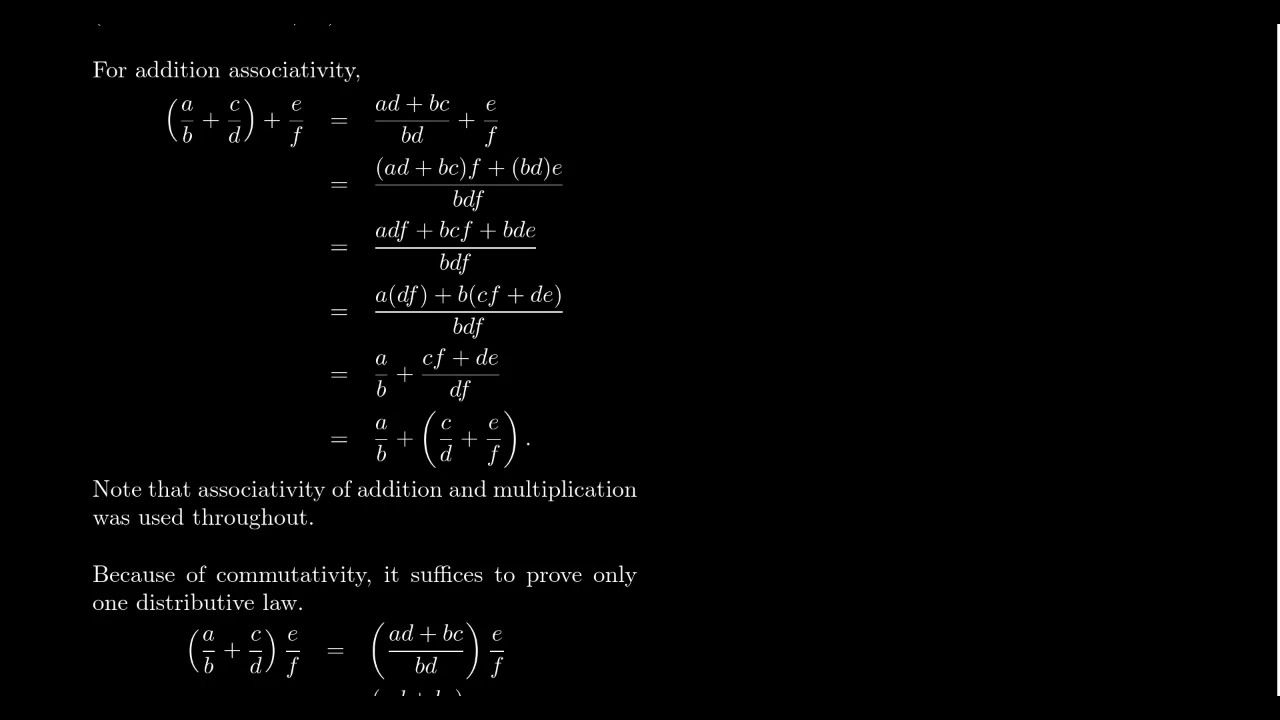 For addition associativity,
(a/b + c/d) + e/f = (ad + bc)/(bd) + e/f
= ((ad + bc)f + (bd)e)/(bdf)
= (adf + bcf + bde)/(bdf)
= (a(df) + b(cf + de))/(bdf)
= a/b + (cf + de)/(df)
= a/b + (c/d + e/f).
Note that associativity of addition and multiplication
was used throughout.
Because of commutativity, it suffices to prove only
one distributive law.
(a/b + c/d) e/f = ((ad + bc)/(bd)) e/f